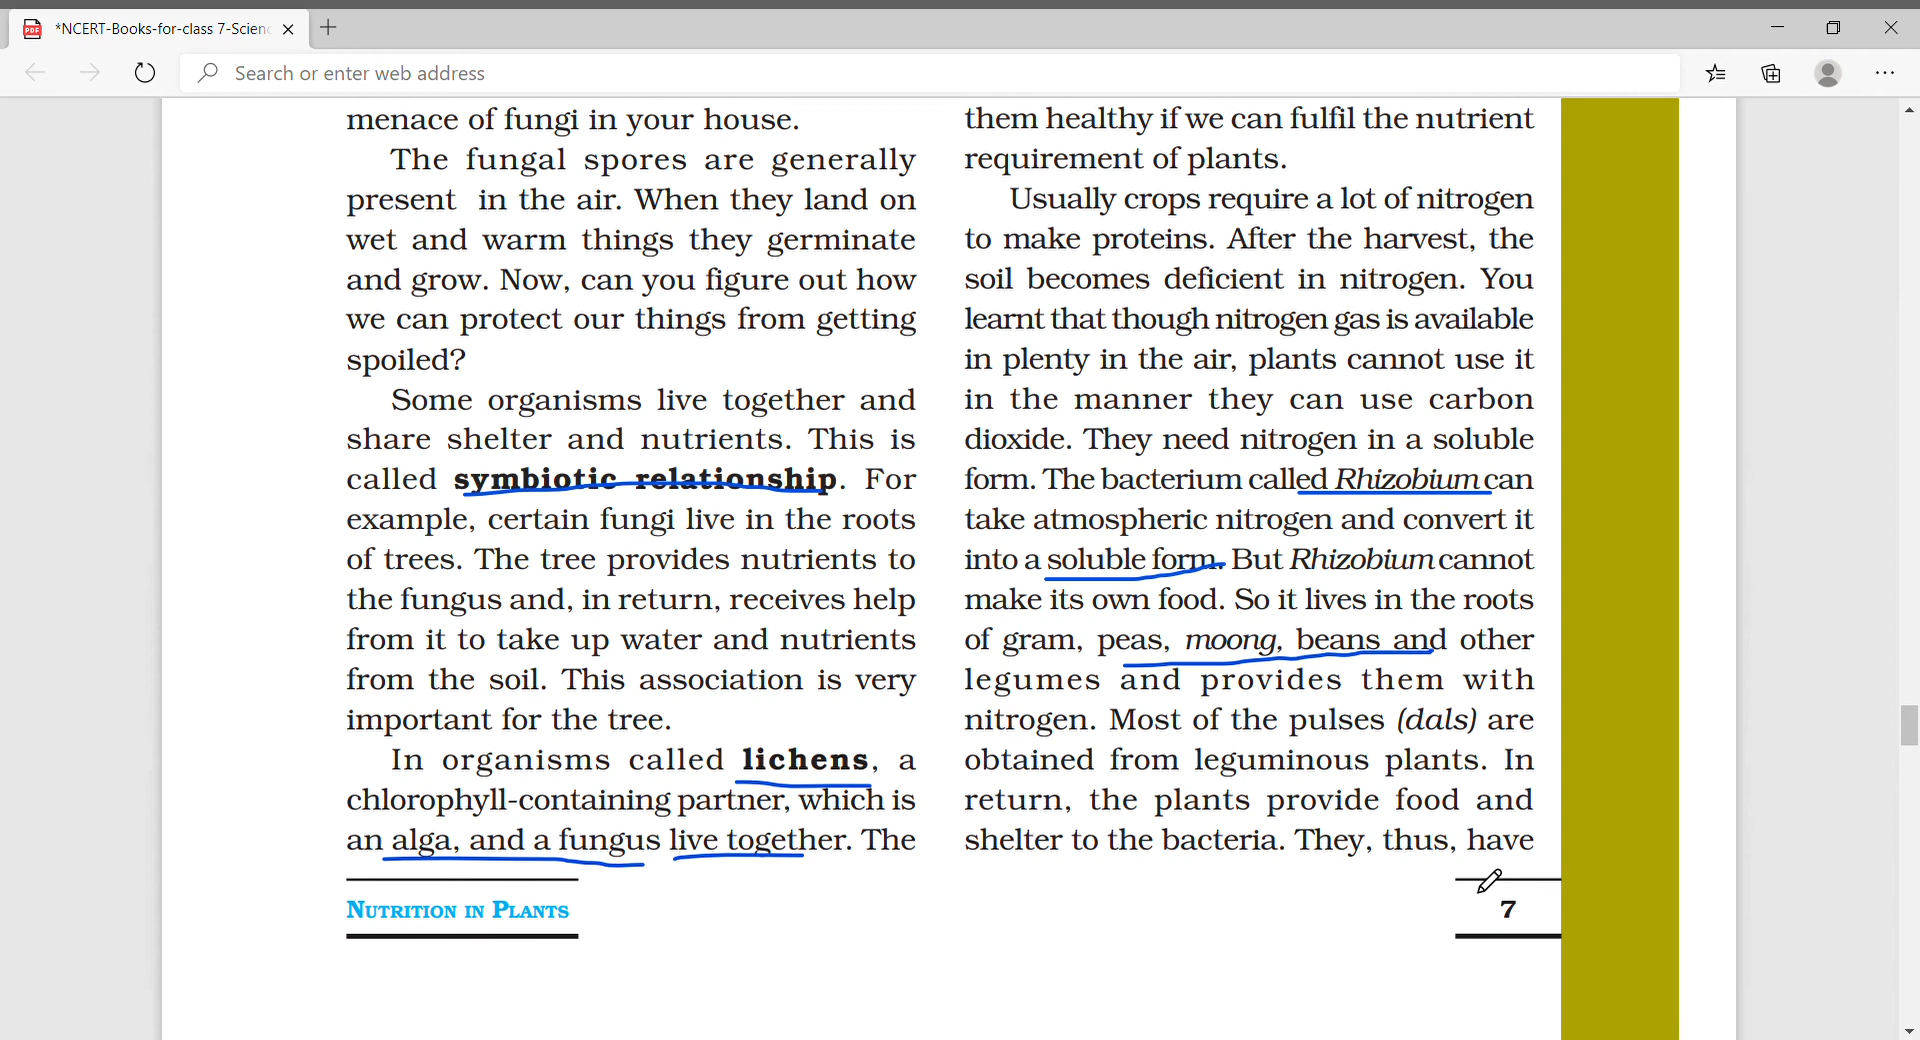 *NCERT-Books-for-class 7-Scienc
Search or enter web address
menace of fungi in your house.
The fungal spores are generally
present in the air. When they land on
wet and warm things they germinate
and grow. Now, can you figure out how
we can protect our things from getting
spoiled?
Some organisms live together and
share shelter and nutrients. This is
called symbiotic relationship. For
example, certain fungi live in the roots
of trees. The tree provides nutrients to
the fungus and, in return, receives help
from it to take up water and nutrients
from the soil. This association is very
important for the tree.
In organisms called lichens, a
chlorophyll-containing partner, which is
an alga, and a fungus live together. The
them healthy if we can fulfil the nutrient
requirement of plants.
Usually crops require a lot of nitrogen
to make proteins. After the harvest, the
soil becomes deficient in nitrogen. You
learnt that though nitrogen gas is available
in plenty in the air, plants cannot use it
in the manner they can use carbon
dioxide. They need nitrogen in a soluble
form. The bacterium called Rhizobium can
take atmospheric nitrogen and convert it
into a soluble form. But Rhizobium cannot
make its own food. So it lives in the roots
of gram, peas, moong, beans and other
legumes and provides them with
nitrogen. Most of the pulses (dals) are
obtained from leguminous plants. In
return, the plants provide food and
shelter to the bacteria. They, thus, have
Nutrition in Plants
7